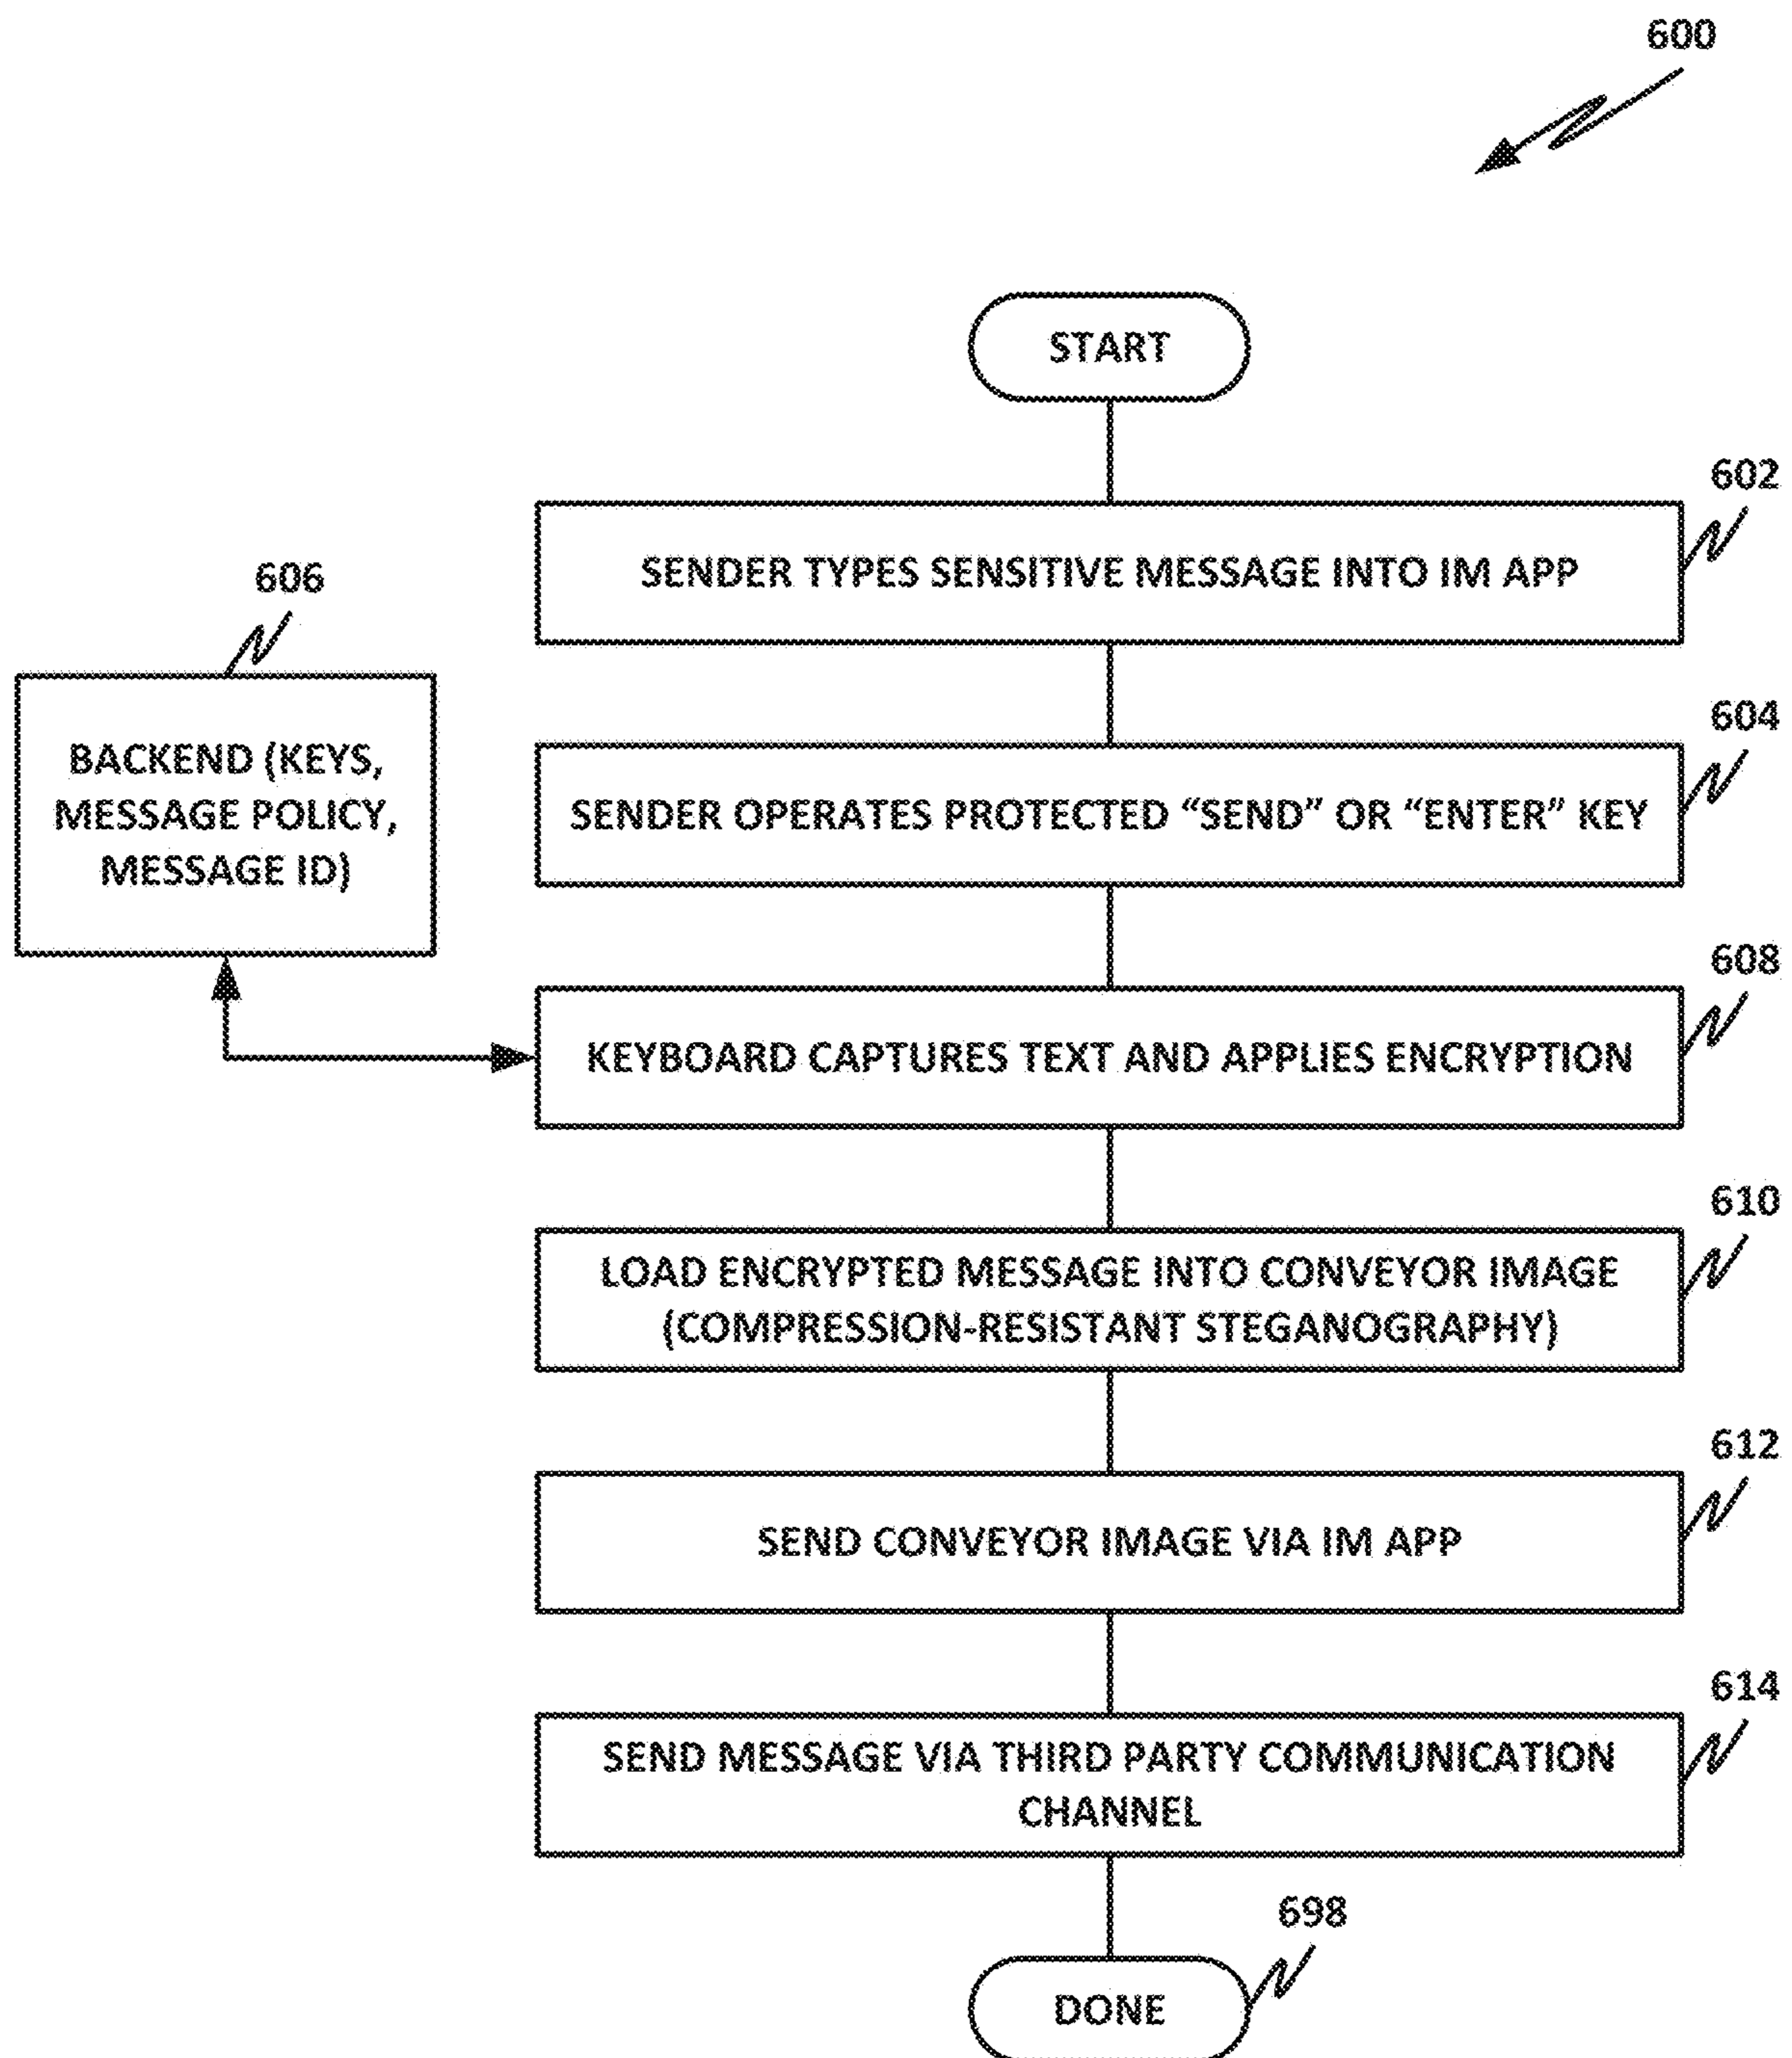 600
START
602
SENDER TYPES SENSITIVE MESSAGE INTO IM APP
604
SENDER OPERATES PROTECTED “SEND” OR “ENTER” KEY
606
BACKEND (KEYS,
MESSAGE POLICY,
MESSAGE ID)
608
KEYBOARD CAPTURES TEXT AND APPLIES ENCRYPTION
610
LOAD ENCRYPTED MESSAGE INTO CONVEYOR IMAGE
(COMPRESSION-RESISTANT STEGANOGRAPHY)
612
SEND CONVEYOR IMAGE VIA IM APP
614
SEND MESSAGE VIA THIRD PARTY COMMUNICATION
CHANNEL
698
DONE